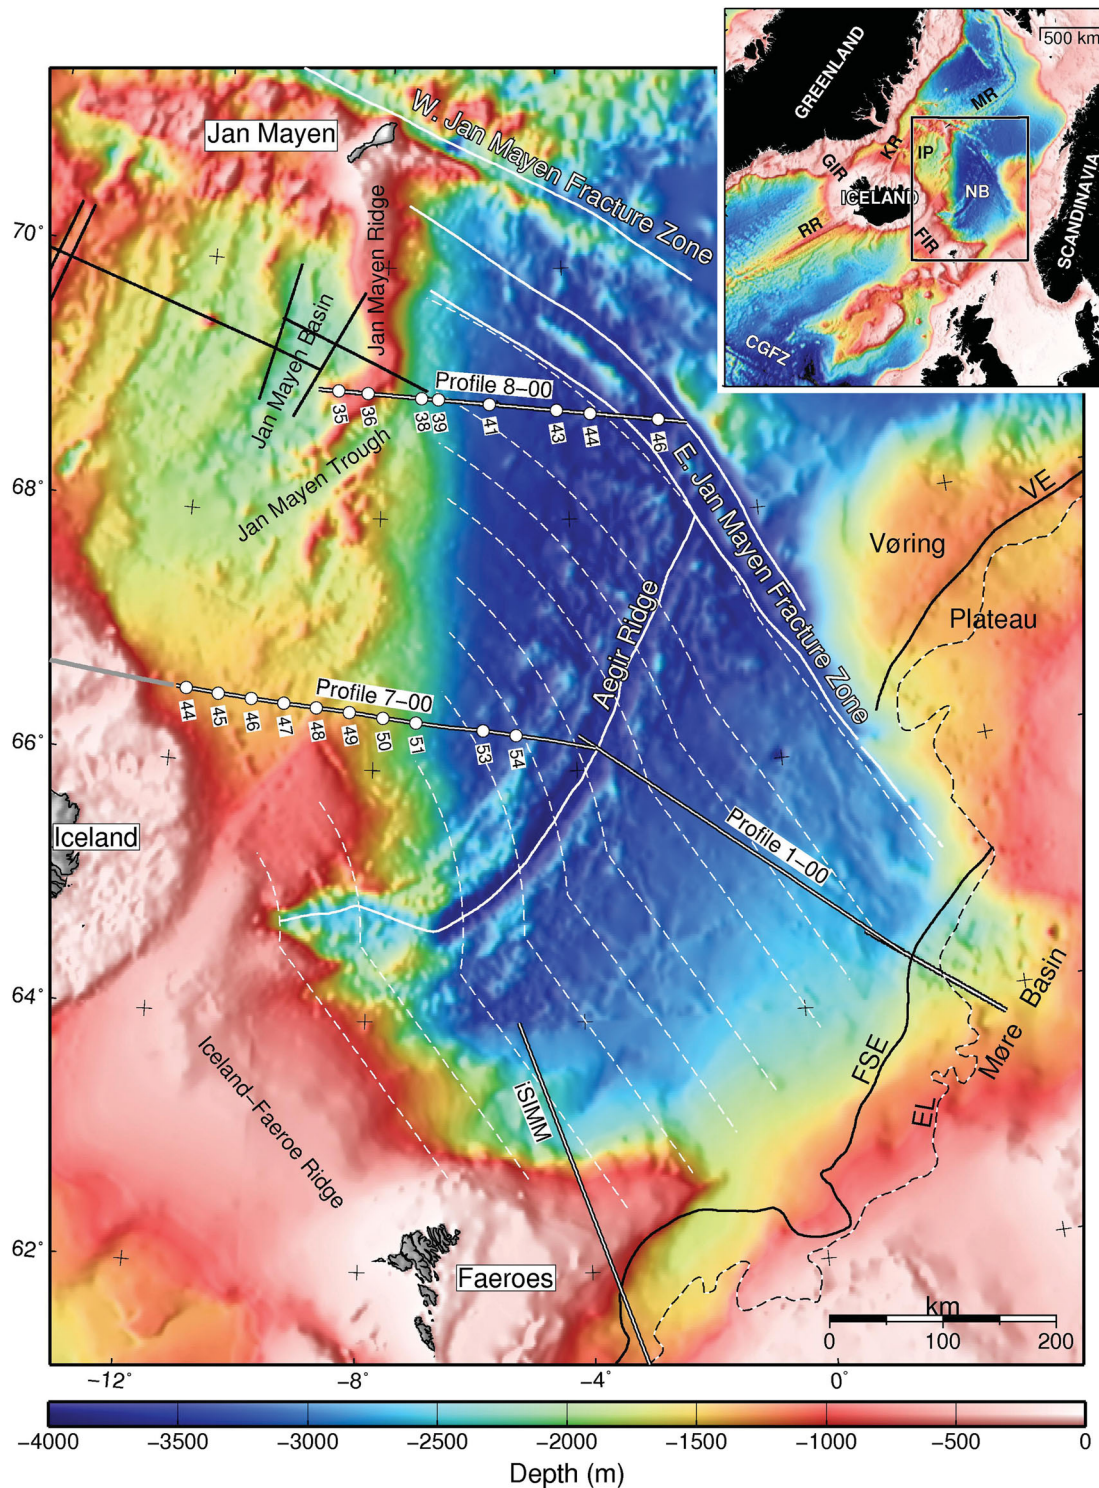 500 km
GREENLAND
MR
KR
IP
GIR
ICELAND
NB
SCANDINAVIA
RR
FIR
CGFZ
Jan Mayen
W. Jan Mayen Fracture Zone
70°
Jan Mayen Ridge
Jan Mayen Basin
Profile 8–00
35
36
38
39
41
43
44
46
Jan Mayen Trough
E. Jan Mayen Fracture Zone
68°
VE
Vøring
Plateau
Aegir Ridge
Profile 7–00
44
45
46
47
48
49
50
51
53
54
66°
Iceland
Profile 1–00
64°
Møre Basin
FSE
EL
iSIMM
Iceland–Faeroe Ridge
62°
Faeroes
km
0 100 200
−12° −8° −4° 0°
−4000 −3500 −3000 −2500 −2000 −1500 −1000 −500 0
Depth (m)